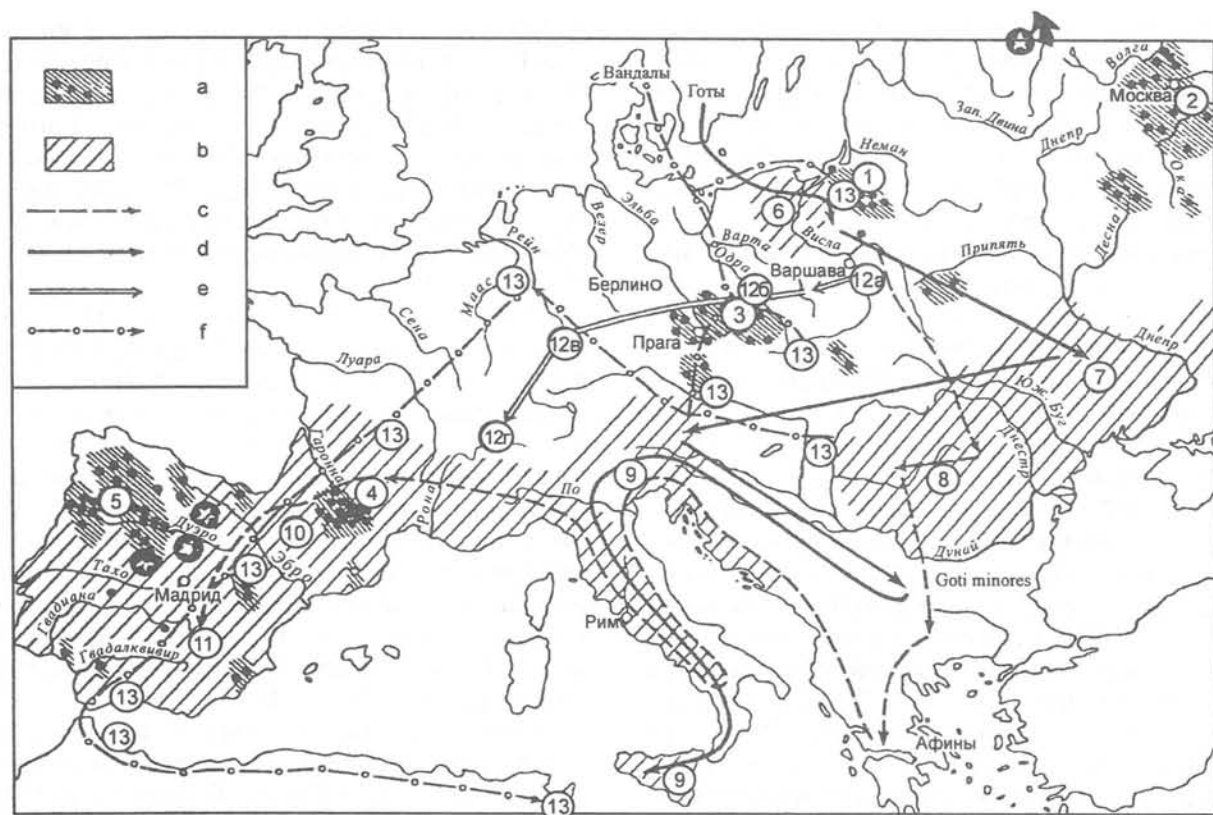 a
b
c
d
e
f
Вандалы
Готы
Зап. Двина
Волга
Москва
2
Днепр
Ока
Неман
1
13
6
Висла
Варта
Одра
Эльба
Везер
Рейн
13
Маас
Сена
Берлин
Варшава
12а
12б
3
Прага
12в
13
Припять
Десна
Днепр
7
Юж. Буг
Днестр
Луара
13
12г
13
13
8
Гаронна
4
Рона
По
9
5
Дуэро
10
Эбро
13
Тахо
Мадрид
Гвадиана
11
Гвадалквивир
Рим
Дунай
Goti minores
13
13
Афины
9
13